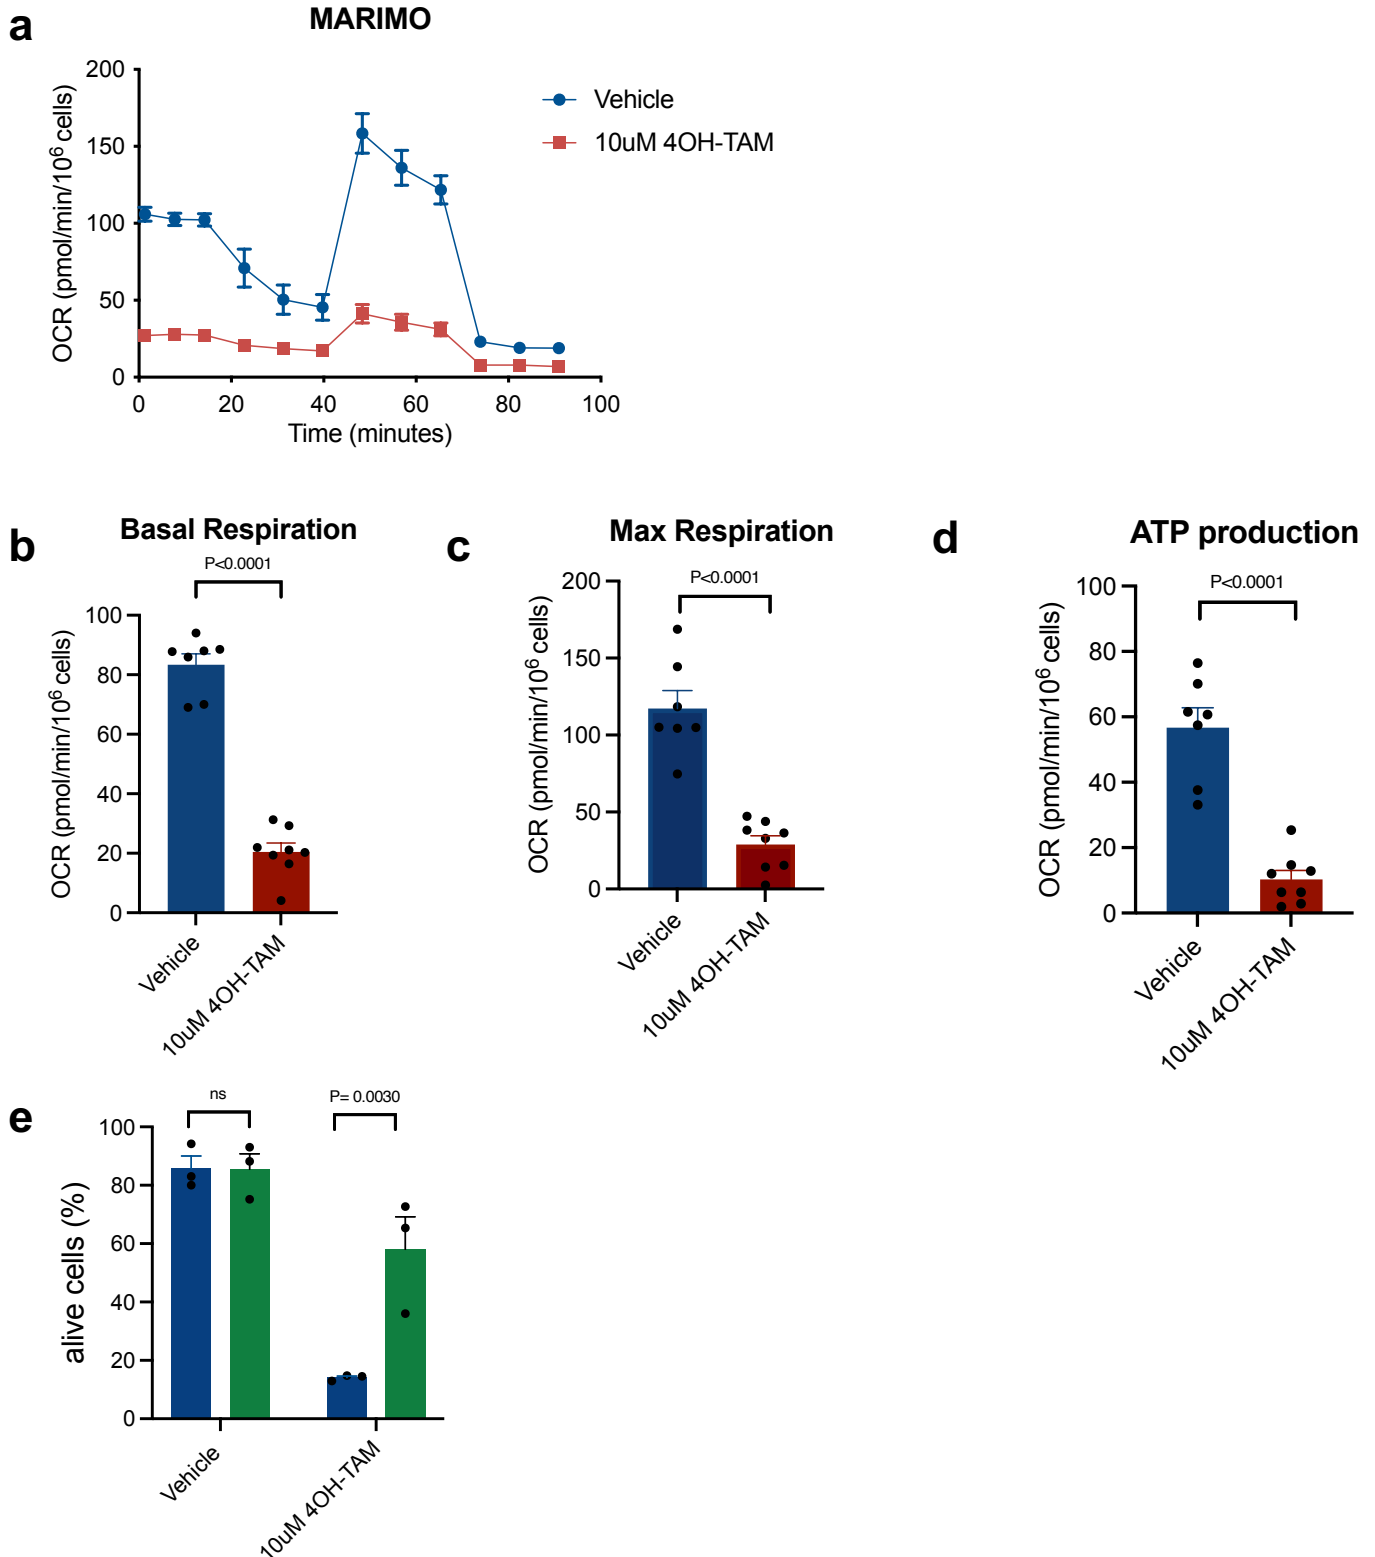 a
MARIMO
OCR (pmol/min/10⁶ cells)
200
150
100
50
0
0 20 40 60 80 100
Time (minutes)
Vehicle
10uM 4OH-TAM
b
Basal Respiration
P<0.0001
OCR (pmol/min/10⁶ cells)
100
80
60
40
20
0
Vehicle
10uM 4OH-TAM
c
Max Respiration
P<0.0001
OCR (pmol/min/10⁶ cells)
200
150
100
50
0
Vehicle
10uM 4OH-TAM
d
ATP production
P<0.0001
OCR (pmol/min/10⁶ cells)
100
80
60
40
20
0
Vehicle
10uM 4OH-TAM
e
ns
P= 0.0030
alive cells (%)
100
80
60
40
20
0
Vehicle
10uM 4OH-TAM